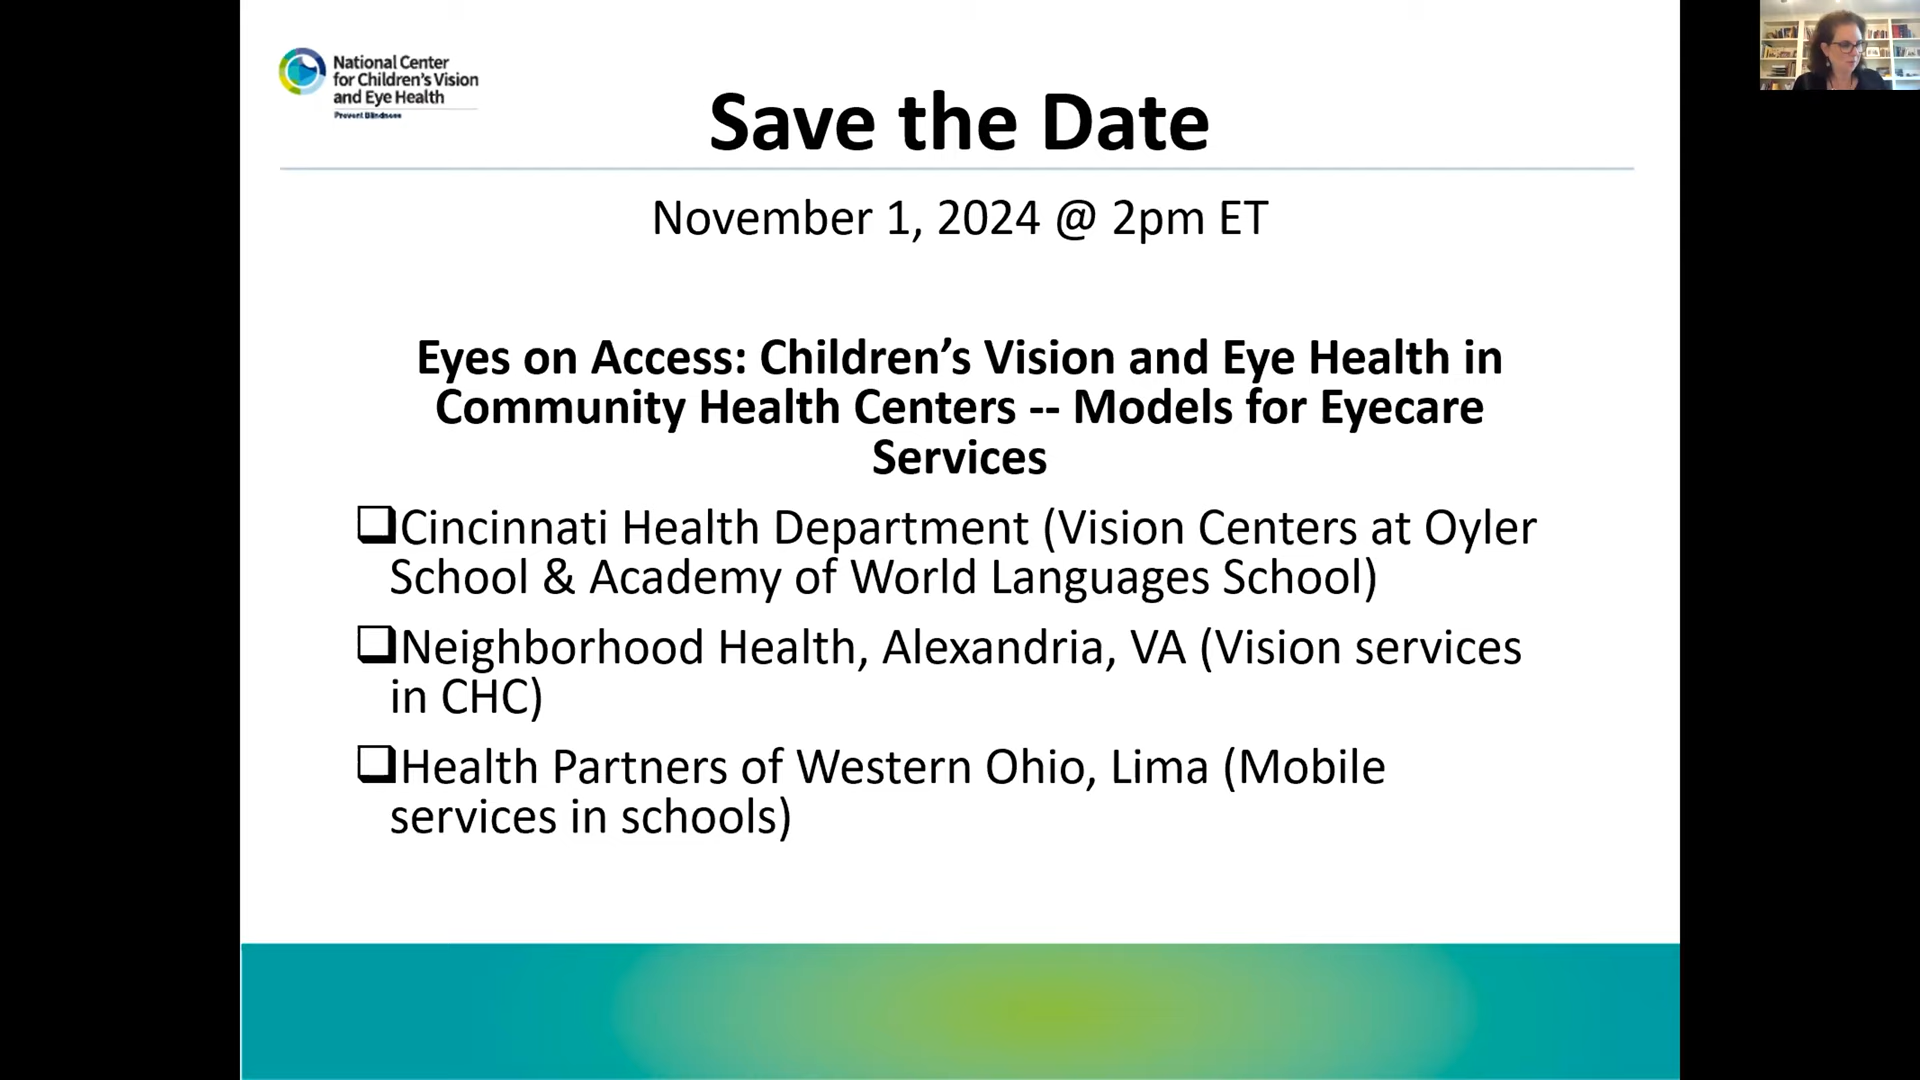 National Center
for Children's Vision
and Eye Health
Prevent Blindness
Save the Date
November 1, 2024 @ 2pm ET
Eyes on Access: Children’s Vision and Eye Health in
Community Health Centers -- Models for Eyecare
Services
Cincinnati Health Department (Vision Centers at Oyler
School & Academy of World Languages School)
Neighborhood Health, Alexandria, VA (Vision services
in CHC)
Health Partners of Western Ohio, Lima (Mobile
services in schools)